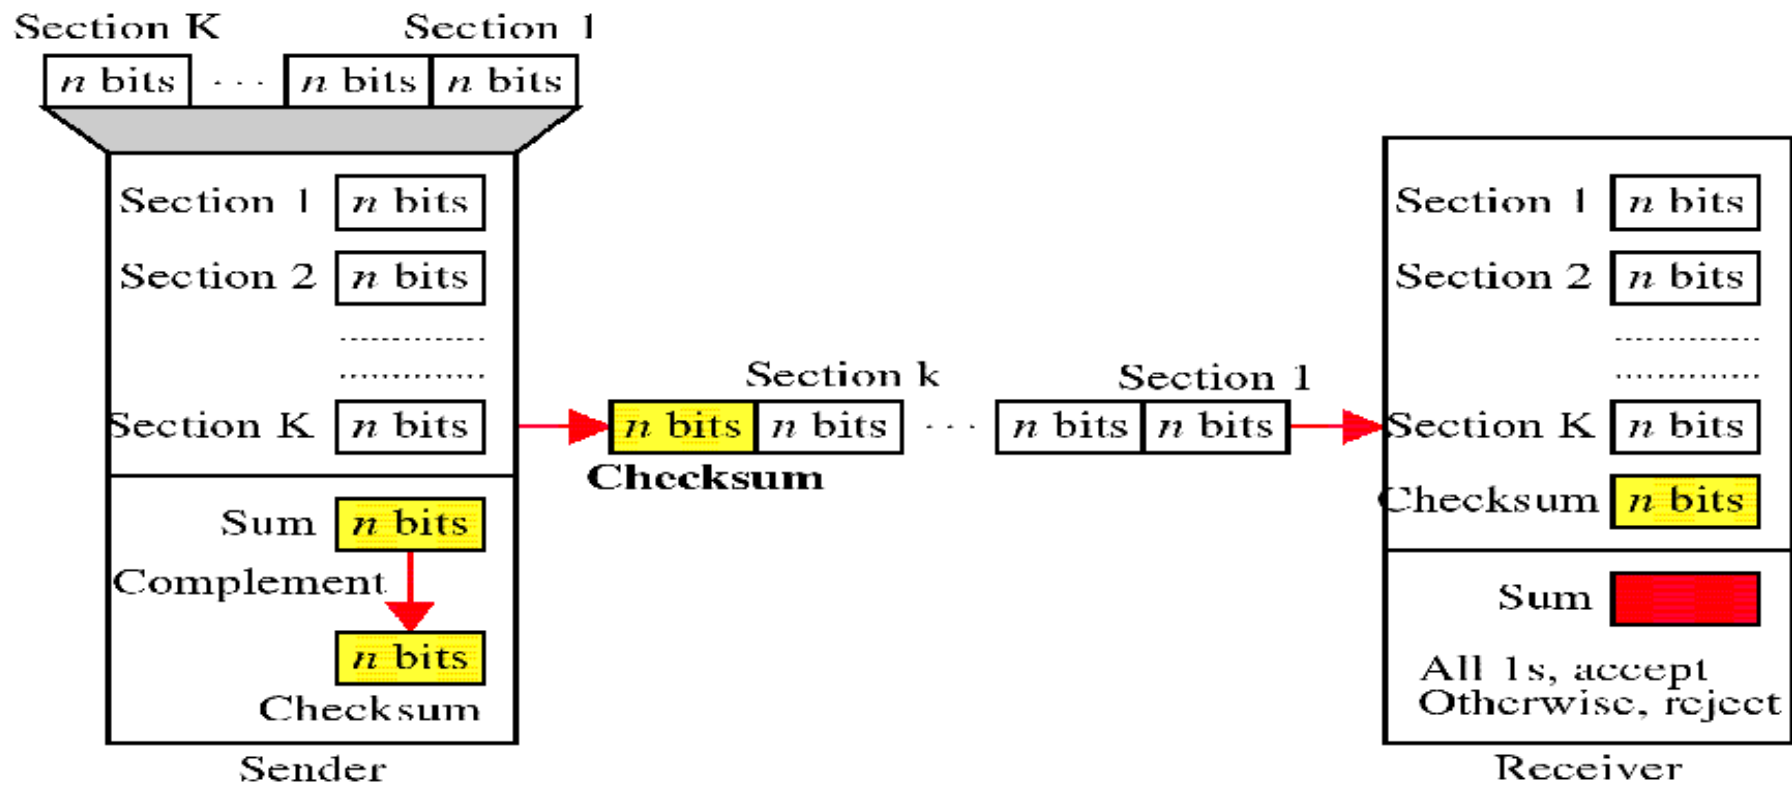 Section K Section 1
n bits · · · n bits n bits
Section 1 n bits
Section 2 n bits
Section K n bits
Sum n bits
Complement
n bits
Checksum
Sender
Section k Section 1
n bits n bits · · · n bits n bits
Checksum
Section 1 n bits
Section 2 n bits
Section K n bits
Checksum n bits
Sum
All 1s, accept
Otherwise, reject
Receiver